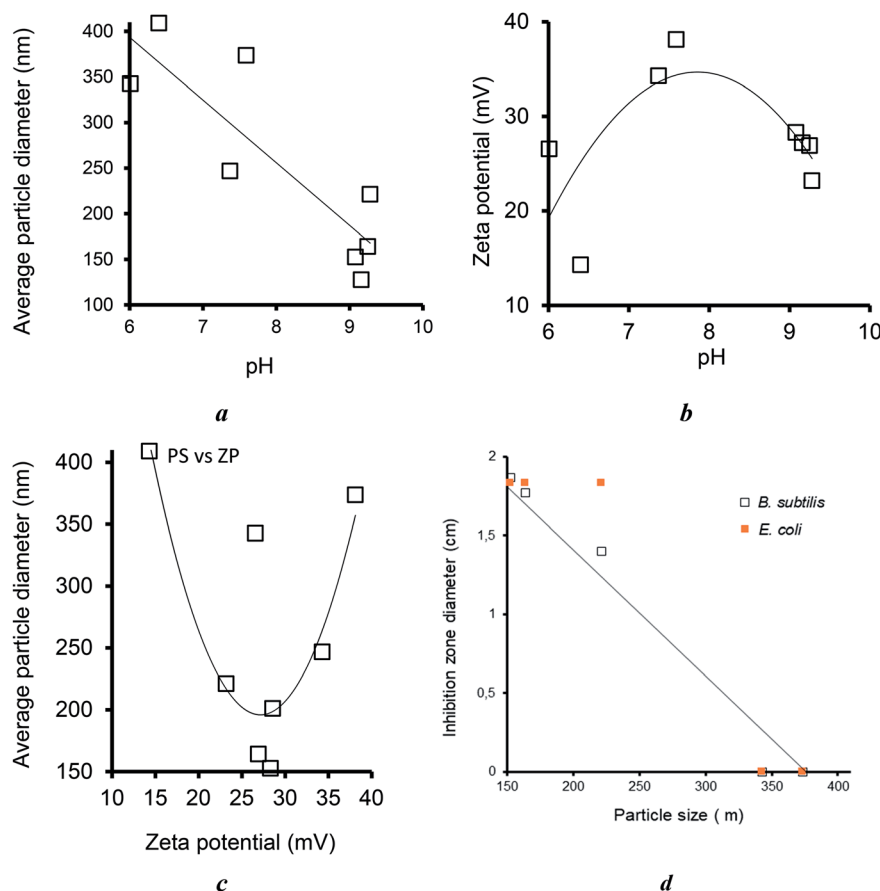 Average particle diameter (nm)
400
350
300
250
200
150
100
6 7 8 9 10
pH
a
Zeta potential (mV)
40
30
20
10
6 7 8 9 10
pH
b
Average particle diameter (nm)
400
350
300
250
200
150
PS vs ZP
10 15 20 25 30 35 40
Zeta potential (mV)
c
Inhibition zone diameter (cm)
2
1,5
1
0,5
0
B. subtilis
E. coli
150 200 250 300 350 400
Particle size ( m)
d